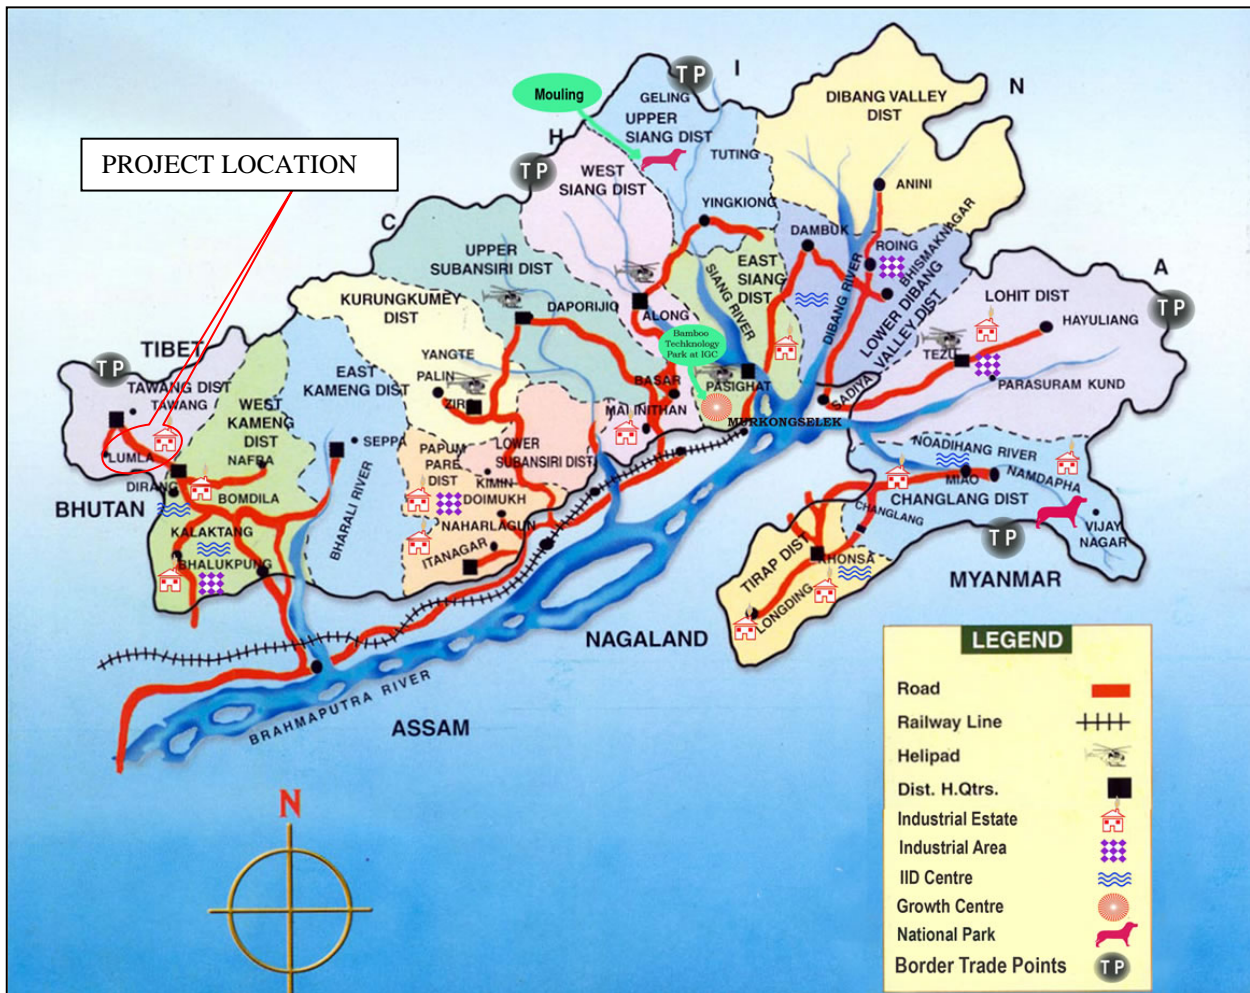 T P
I
N
Mouling
GELING
UPPER
SIANG DIST
DIBANG VALLEY
DIST
H
PROJECT LOCATION
TUTING
T P
WEST
SIANG DIST
ANINI
YINGKIONG
C
DAMBUK
UPPER
SUBANSIRI DIST
EAST
SIANG
DIST
SIANG RIVER
ROING
BHISMAKNAGAR
DIBANG RIVER
LOWER DIBANG
VALLEY DIST
A
LOHIT DIST
KURUNGKUMEY
DIST
DAPORIJIO
ALONG
HAYULIANG
T P
TIBET
T P
TAWANG DIST
TAWANG
YANGTE
Bamboo
Techknology
Park at IGC
TEZU
EAST
KAMENG DIST
PALIN
BASAR
PASIGHAT
PARASURAM KUND
WEST
KAMENG
DIST
ZIRO
SADIYA
MAI INITHAN
MURKONGSELEK
SEPPA
PAPUM
PARE
DIST
LOWER
SUBANSIRI DIST.
NOADIHANG RIVER
LUMLA
NAFRA
MIAO
NAMDAPHA
DIRANG
KIMIN
BHUTAN
BOMDILA
DOIMUKH
CHANGLANG DIST
CHANGLANG
BHARALI RIVER
NAHARLAGUN
VIJAY
NAGAR
KALAKTANG
T P
ITANAGAR
TIRAP DIST
KHONSA
BHALUKPUNG
MYANMAR
LONGDING
NAGALAND
BRAHMAPUTRA RIVER
ASSAM
N
LEGEND
Road
Railway Line
Helipad
Dist. H.Qtrs.
Industrial Estate
Industrial Area
IID Centre
Growth Centre
National Park
Border Trade Points T P